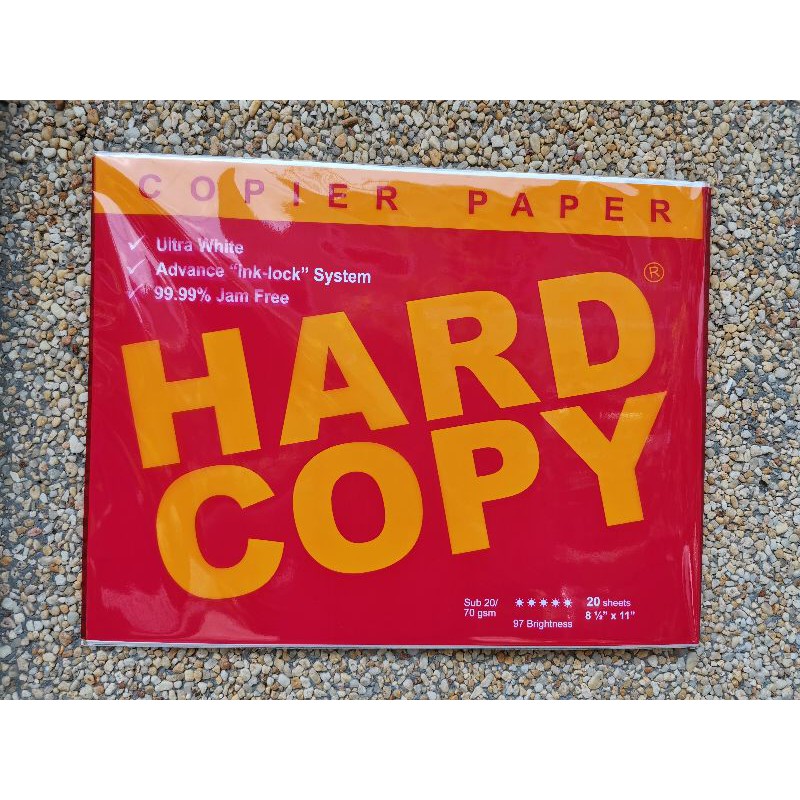 COPIER PAPER
✓ Ultra White
✓ Advance "ink-lock" System
✓ 99.99% Jam Free
HARD ®
COPY
Sub 20/
70 gsm
97 Brightness
20 sheets
8 ½" x 11"